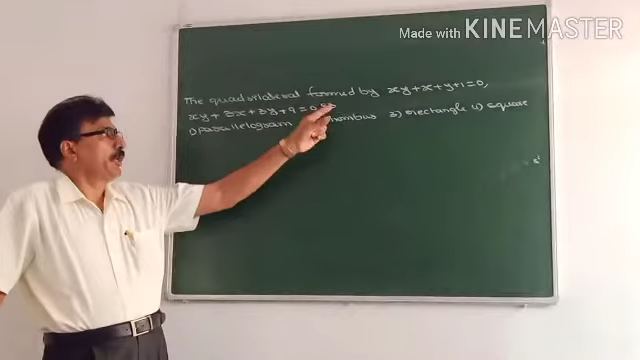 Made with KINEMASTER
The quadrilateral formed by xy+x+y+1=0,
xy+3x+3y+9=0 is
1) parallelogram rhombus 3) rectangle 4) square